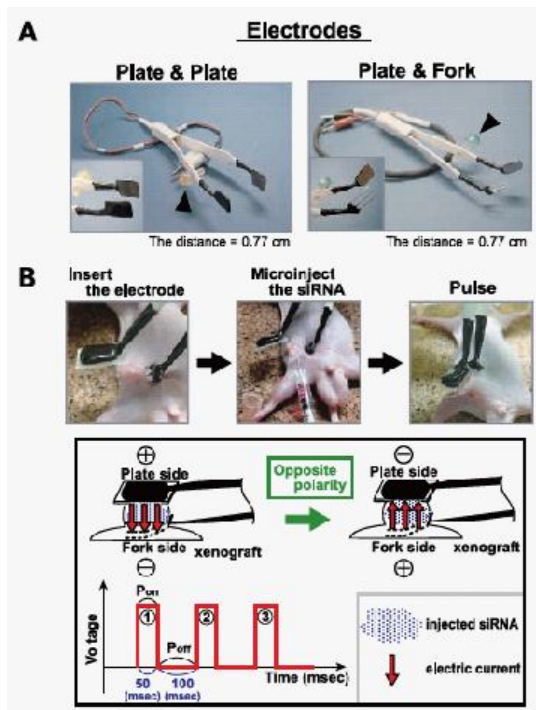 A
Electrodes
Plate & Plate
Plate & Fork
The distance = 0.77 cm
The distance = 0.77 cm
B
Insert
the electrode
Microinject
the siRNA
Pulse
⊕
Plate side
Fork side
xenograft
⊖
Opposite
polarity
⊖
Plate side
Fork side
xenograft
⊕
Voltage
Pon
① ② ③
Poff
50
(msec)
100
(msec)
Time (msec)
injected siRNA
electric current